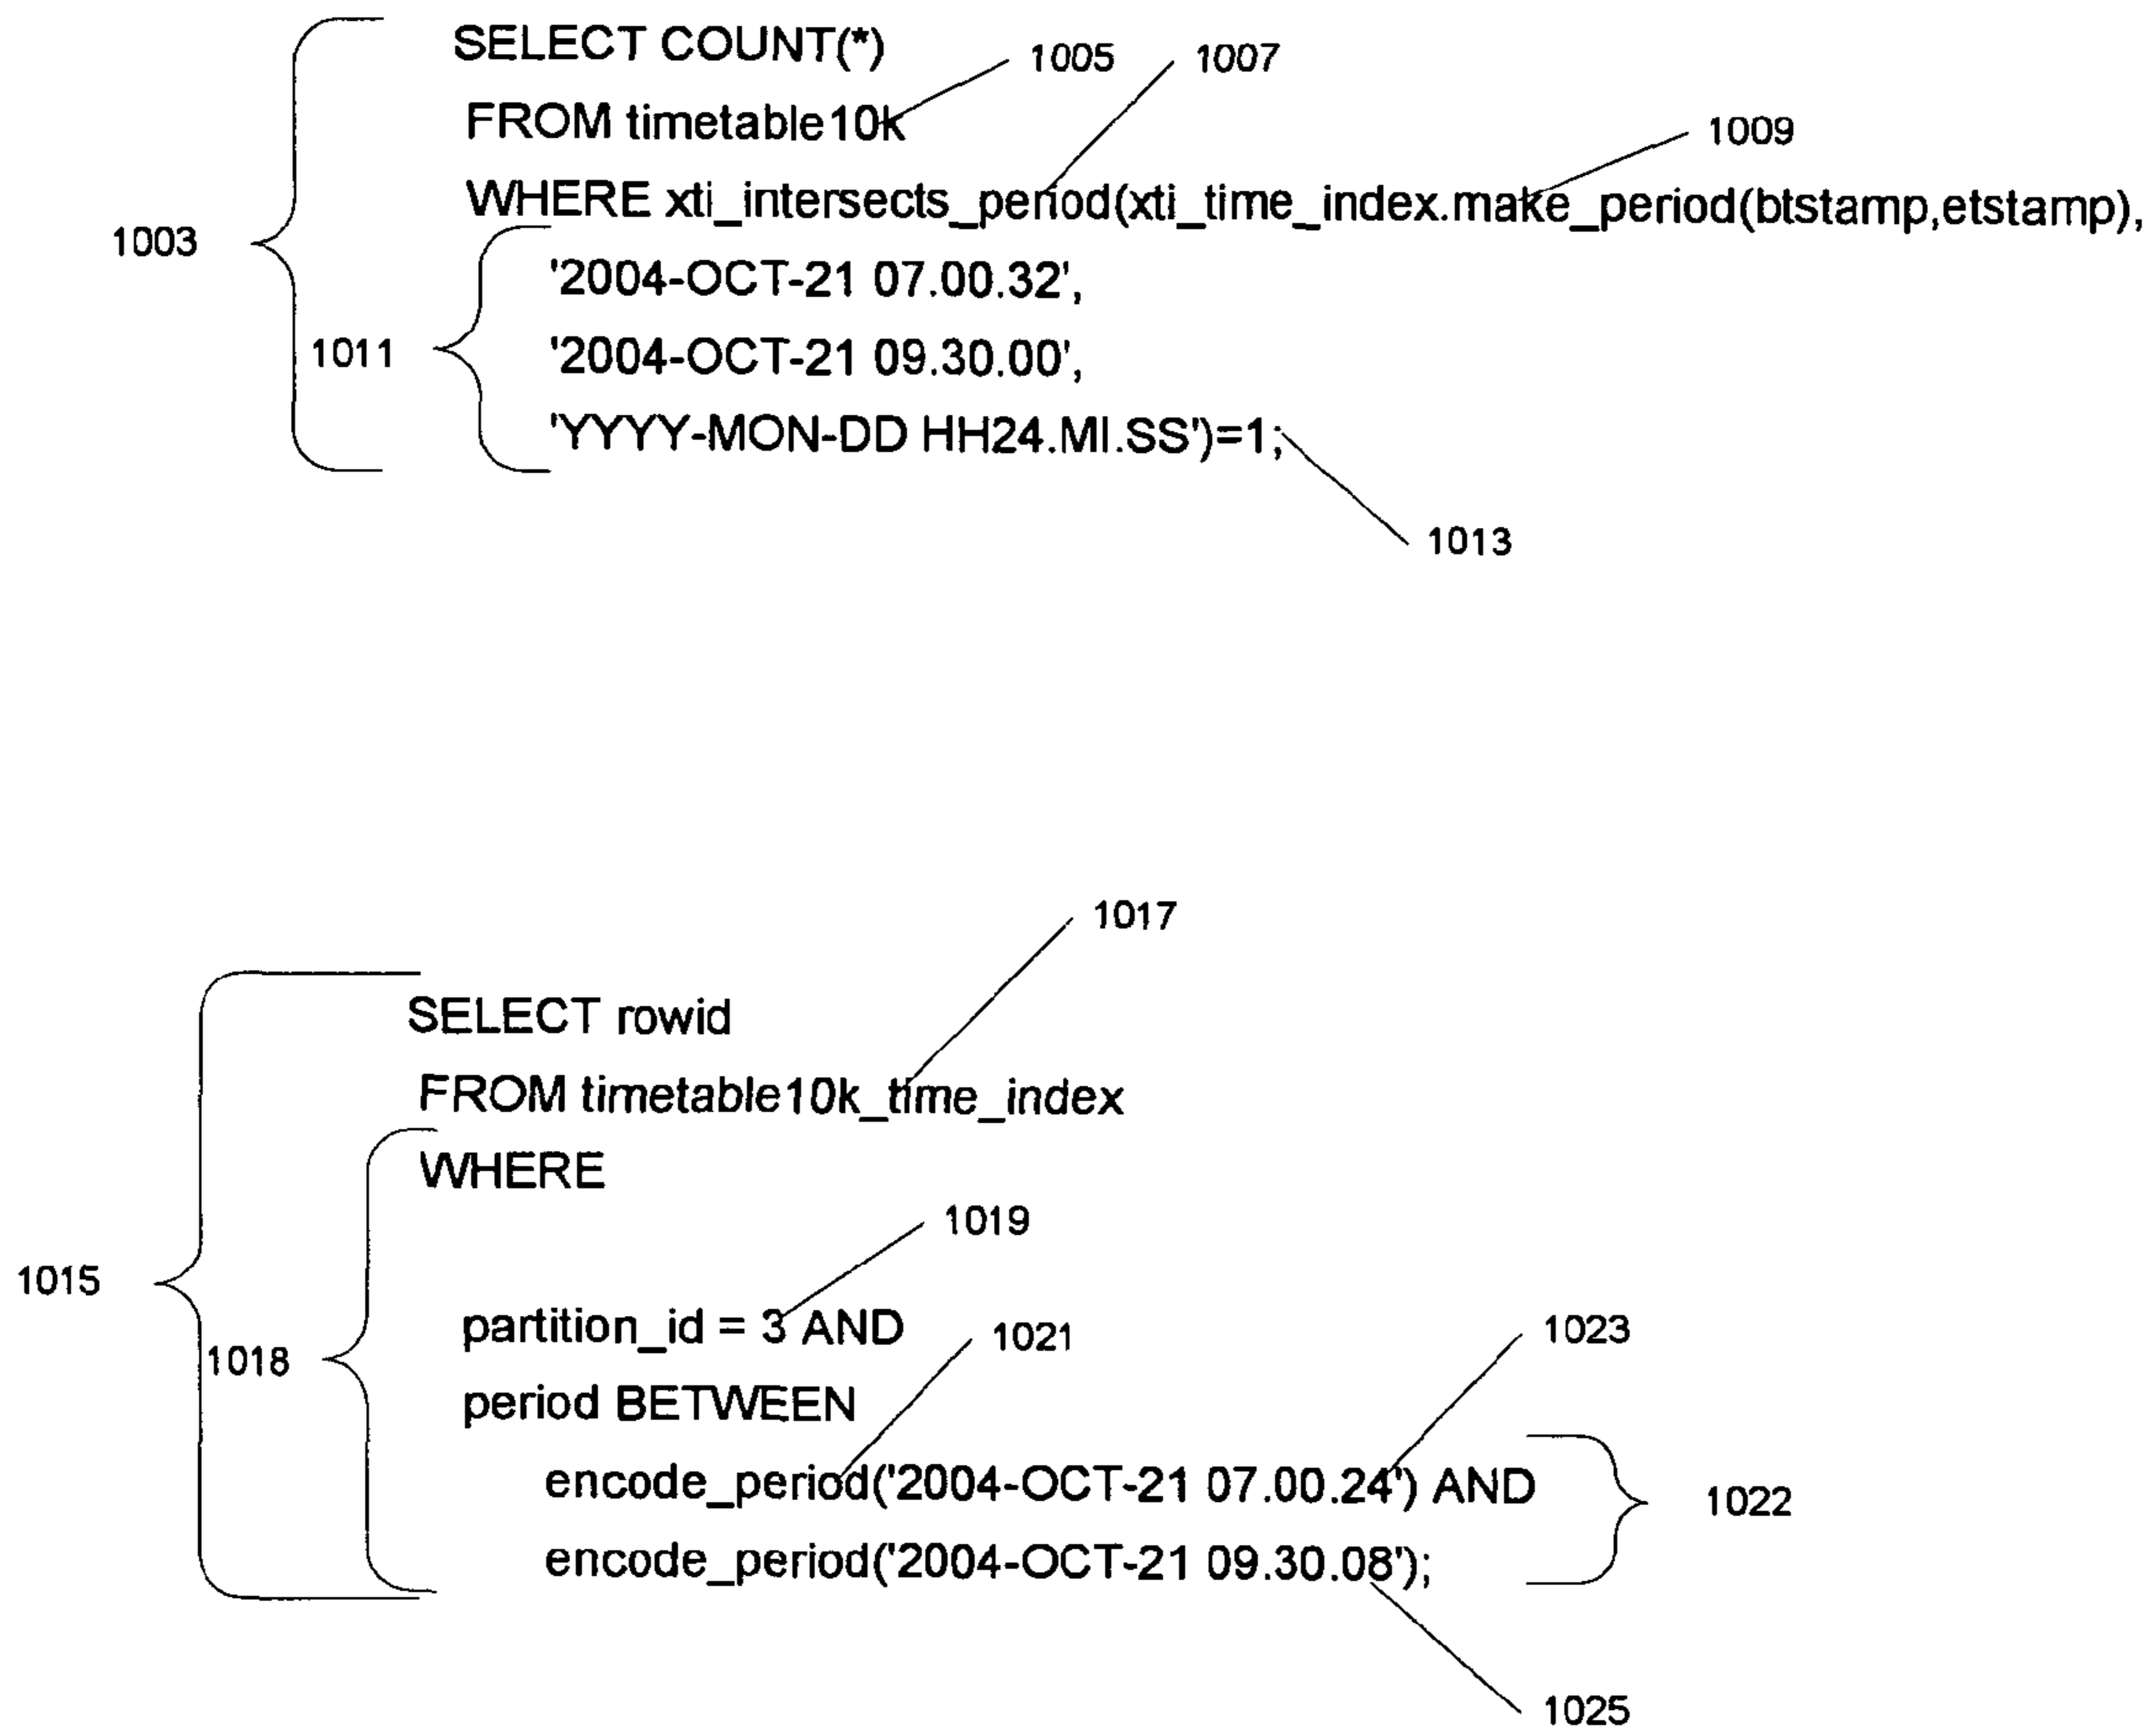 SELECT COUNT(*)
1005 1007
FROM timetable10k
1009
WHERE xti_intersects_period(xti_time_index.make_period(btstamp,etstamp),
1003
'2004-OCT-21 07.00.32',
1011
'2004-OCT-21 09.30.00',
'YYYY-MON-DD HH24.MI.SS')=1;
1013
1017
SELECT rowid
FROM timetable10k_time_index
WHERE
1019
1015
partition_id = 3 AND
1021
1023
1018
period BETWEEN
encode_period('2004-OCT-21 07.00.24') AND
1022
encode_period('2004-OCT-21 09.30.08');
1025